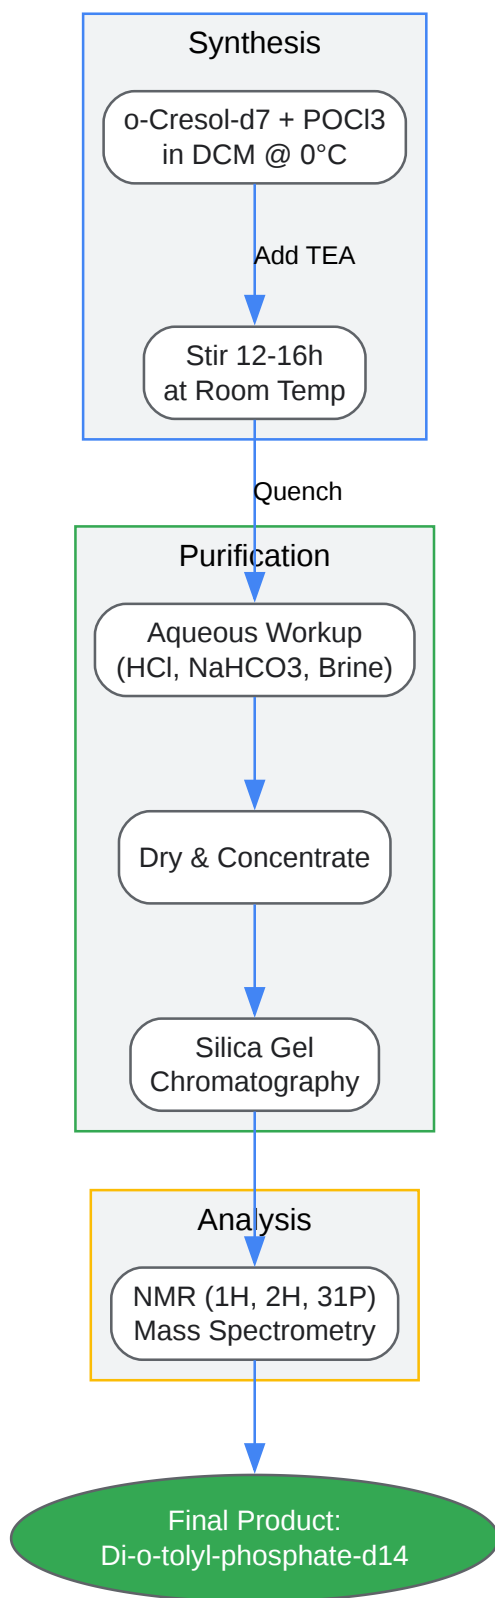 Synthesis
o-Cresol-d7 + POCl3
in DCM @ 0°C
Add TEA
Stir 12-16h
at Room Temp
Quench
Purification
Aqueous Workup
(HCl, NaHCO3, Brine)
Dry & Concentrate
Silica Gel
Chromatography
Analysis
NMR (1H, 2H, 31P)
Mass Spectrometry
Final Product:
Di-o-tolyl-phosphate-d14